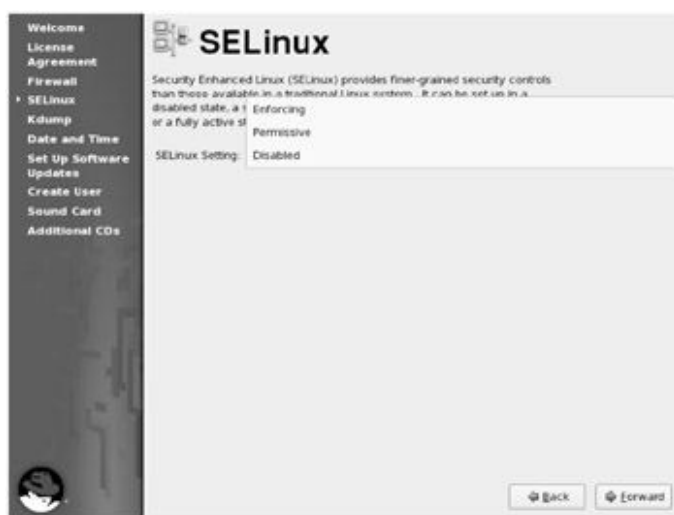 Welcome
License
Agreement
Firewall
SELinux
Kdump
Date and Time
Set Up Software
Updates
Create User
Sound Card
Additional CDs
SELinux
Security Enhanced Linux (SELinux) provides finer-grained security controls
than those available in a traditional Linux system. It can be set up in a
disabled state, a
or a fully active
SELinux Setting:
Enforcing
Permissive
Disabled
Back
Forward